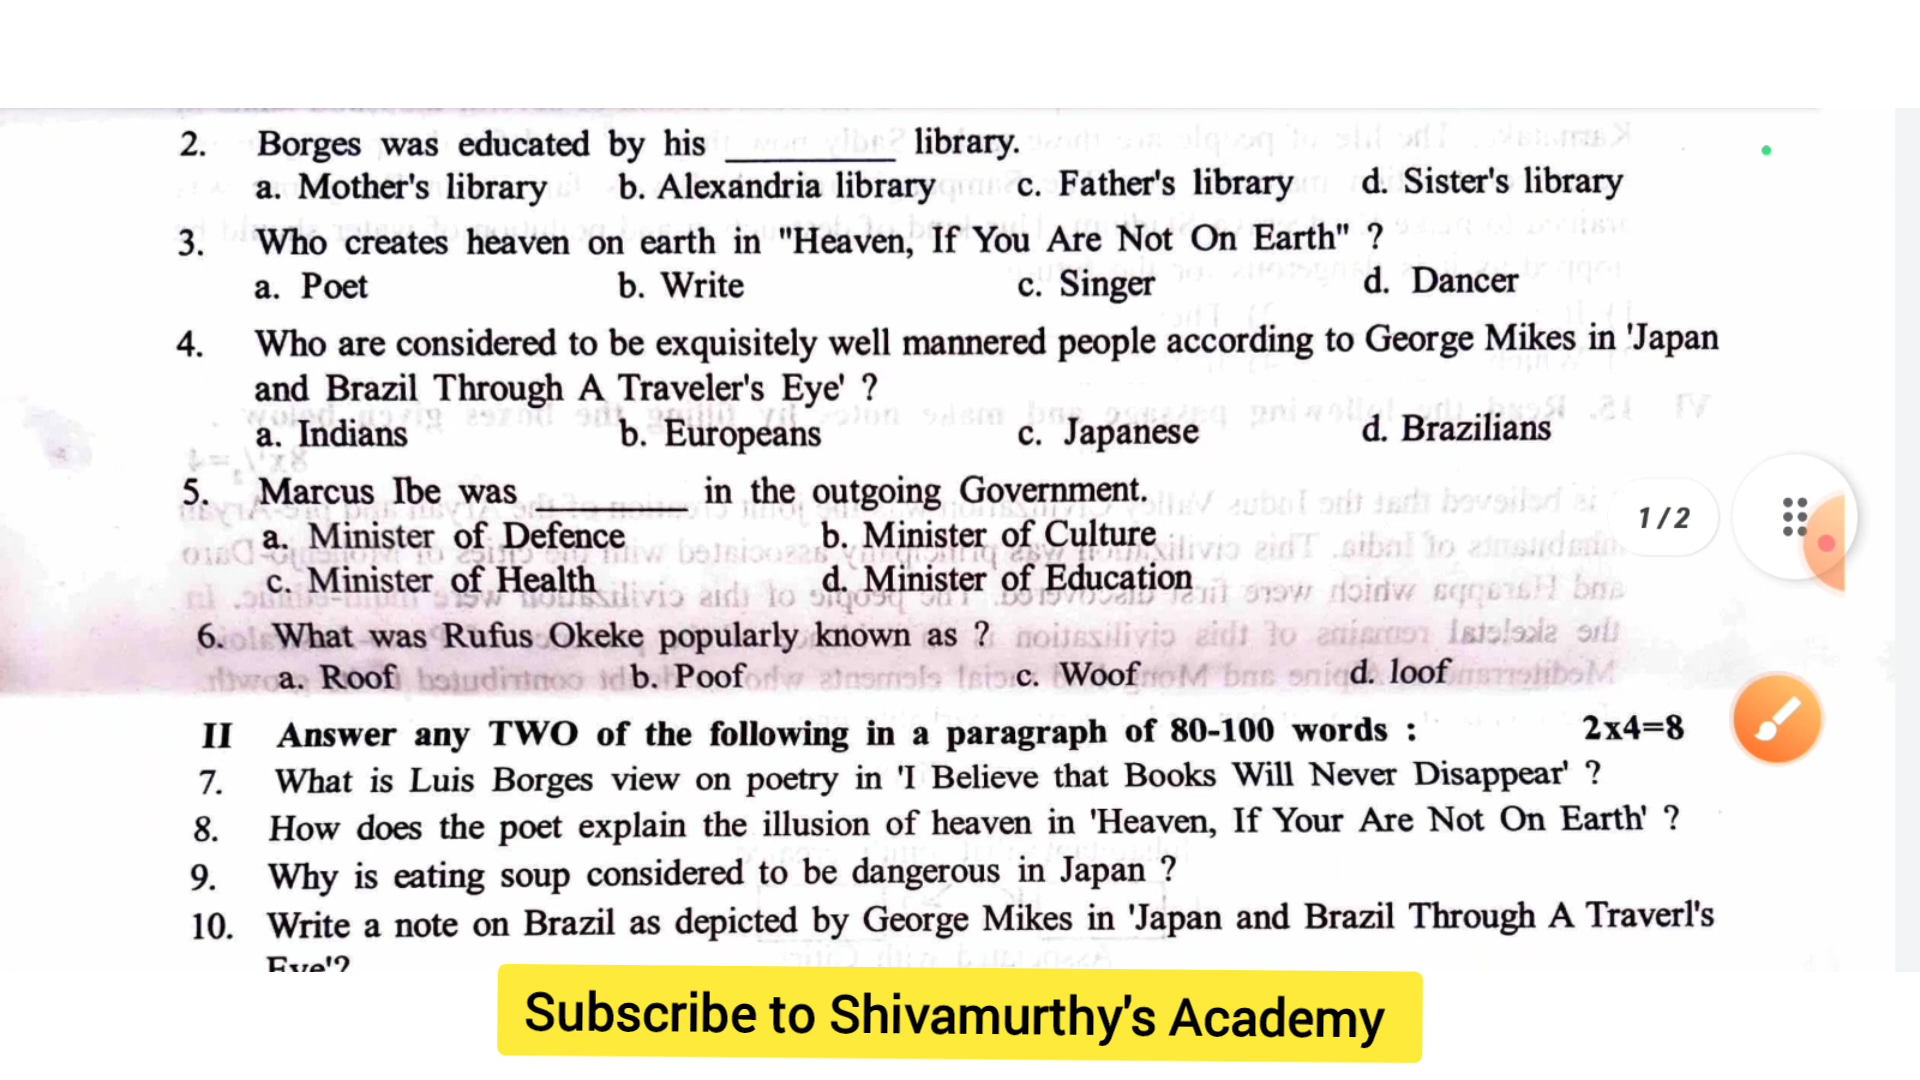 2. Borges was educated by his __________ library.
a. Mother's library b. Alexandria library c. Father's library d. Sister's library
3. Who creates heaven on earth in "Heaven, If You Are Not On Earth" ?
a. Poet b. Write c. Singer d. Dancer
4. Who are considered to be exquisitely well mannered people according to George Mikes in 'Japan
and Brazil Through A Traveler's Eye' ?
a. Indians b. Europeans c. Japanese d. Brazilians
5. Marcus Ibe was __________ in the outgoing Government.
a. Minister of Defence b. Minister of Culture
c. Minister of Health d. Minister of Education
1/2
6. What was Rufus Okeke popularly known as ?
a. Roof b. Poof c. Woof d. loof
II Answer any TWO of the following in a paragraph of 80-100 words : 2x4=8
7. What is Luis Borges view on poetry in 'I Believe that Books Will Never Disappear' ?
8. How does the poet explain the illusion of heaven in 'Heaven, If Your Are Not On Earth' ?
9. Why is eating soup considered to be dangerous in Japan ?
10. Write a note on Brazil as depicted by George Mikes in 'Japan and Brazil Through A Traverl's
Eye'?
Subscribe to Shivamurthy's Academy